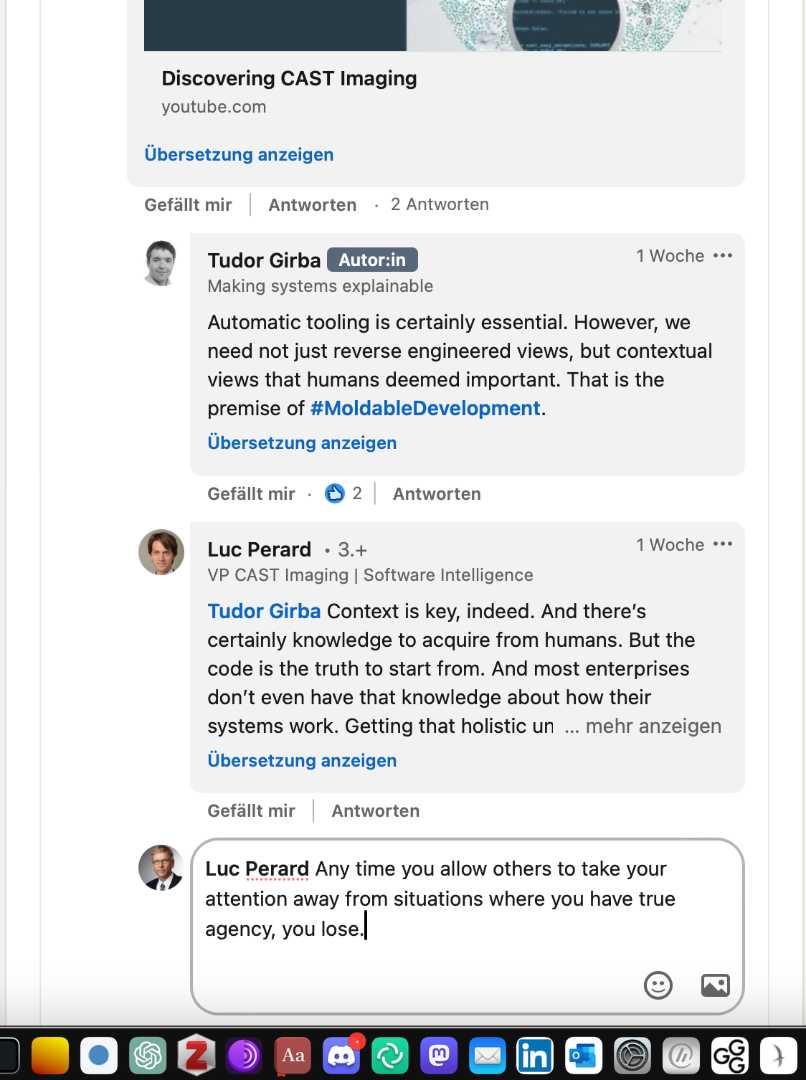 Discovering CAST Imaging
youtube.com
Übersetzung anzeigen
Gefällt mir | Antworten · 2 Antworten
Tudor Girba Autor:in 1 Woche •••
Making systems explainable
Automatic tooling is certainly essential. However, we
need not just reverse engineered views, but contextual
views that humans deemed important. That is the
premise of #MoldableDevelopment.
Übersetzung anzeigen
Gefällt mir · 2 | Antworten
Luc Perard • 3.+ 1 Woche •••
VP CAST Imaging | Software Intelligence
Tudor Girba Context is key, indeed. And there’s
certainly knowledge to acquire from humans. But the
code is the truth to start from. And most enterprises
don’t even have that knowledge about how their
systems work. Getting that holistic un ... mehr anzeigen
Übersetzung anzeigen
Gefällt mir | Antworten
Luc Perard Any time you allow others to take your
attention away from situations where you have true
agency, you lose.
Z Aa in